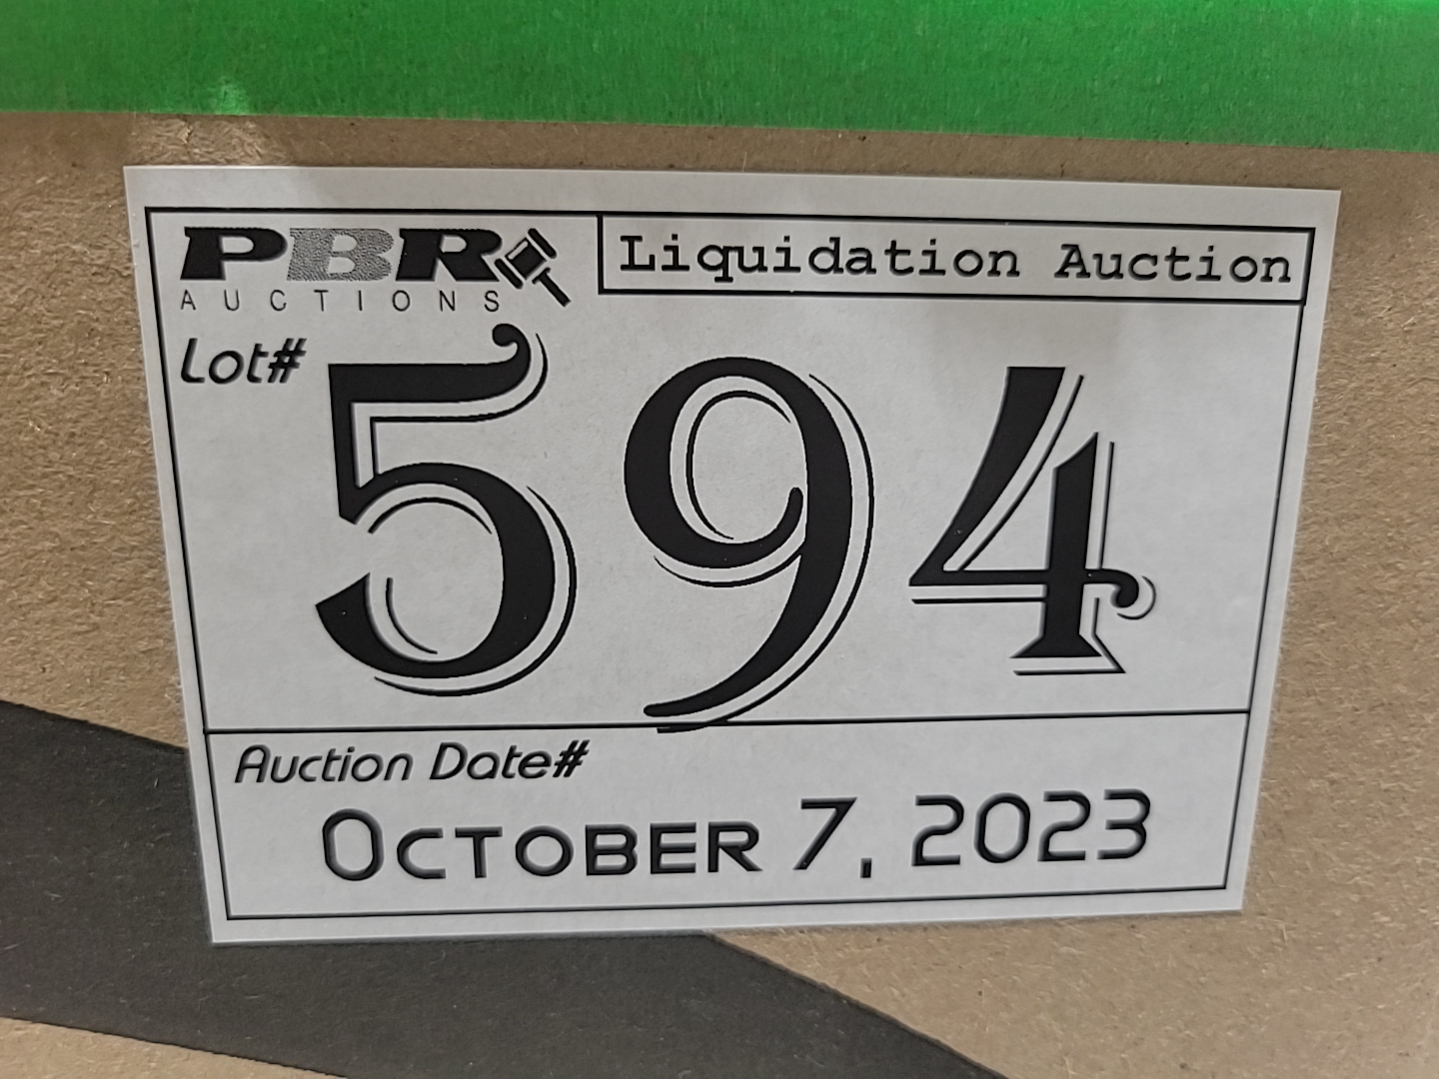 PBR
AUCTIONS
Liquidation Auction
Lot#
594
Auction Date#
OCTOBER 7, 2023